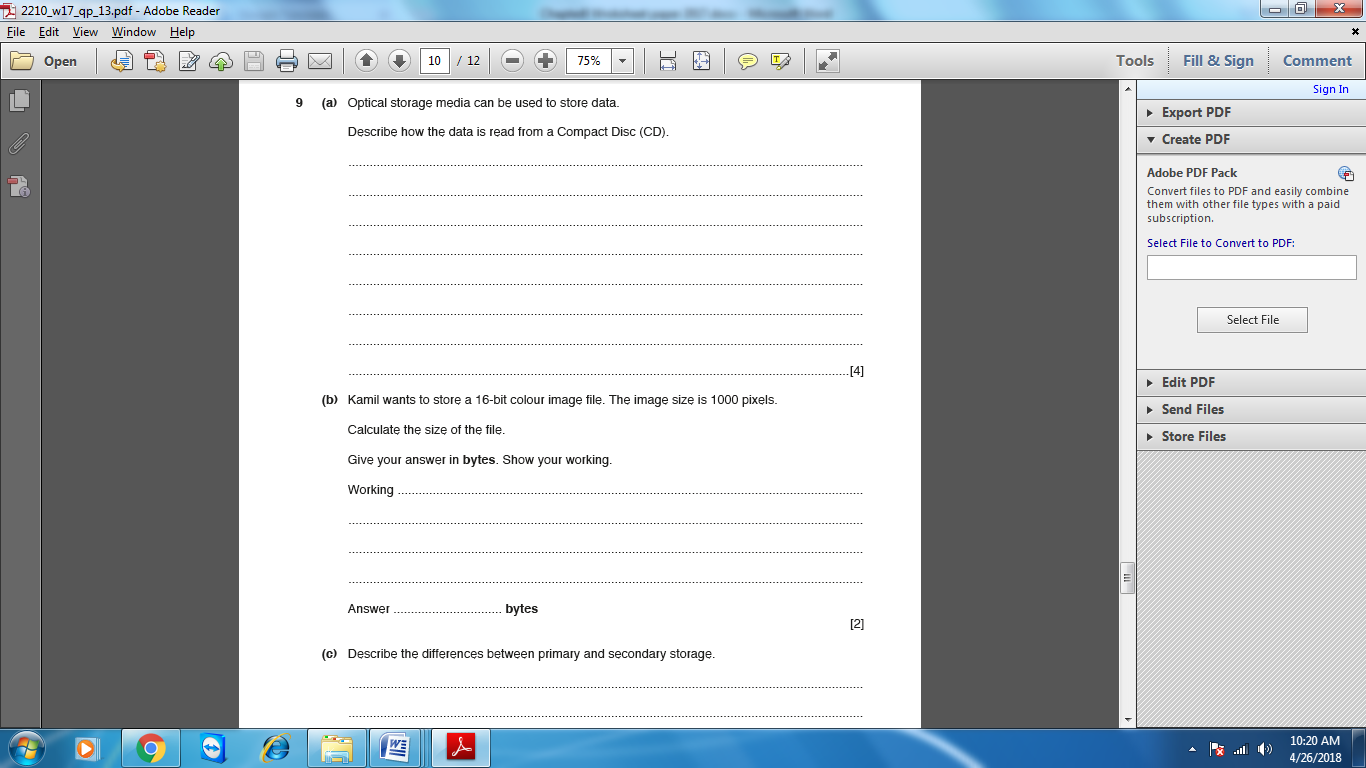 2210_w17_qp_13.pdf - Adobe Reader
File Edit View Window Help
Open 10 / 12 75% Tools Fill & Sign Comment
Sign In
Export PDF
Create PDF
Adobe PDF Pack
Convert files to PDF and easily combine
them with other file types with a paid
subscription.
Select File to Convert to PDF:
Select File
Edit PDF
Send Files
Store Files
9 (a) Optical storage media can be used to store data.
Describe how the data is read from a Compact Disc (CD).
[4]
(b) Kamil wants to store a 16-bit colour image file. The image size is 1000 pixels.
Calculate the size of the file.
Give your answer in bytes. Show your working.
Working
Answer .............................. bytes
[2]
(c) Describe the differences between primary and secondary storage.
10:20 AM
4/26/2018